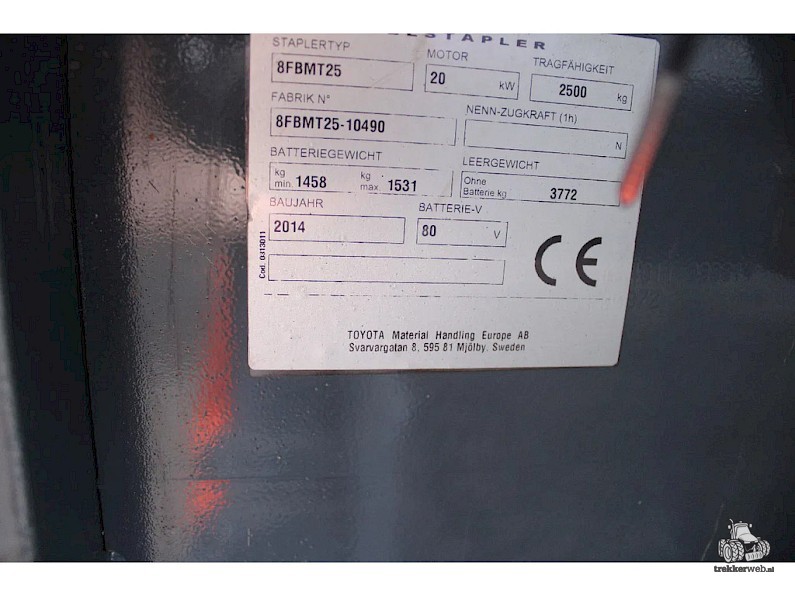 STAPLERTYP MOTOR TRAGFÄHIGKEIT
8FBMT25 20 kW 2500 kg
FABRIK N° NENN-ZUGKRAFT (1h)
8FBMT25-10490 N
BATTERIEGEWICHT LEERGEWICHT
kg min. 1458 kg max. 1531 Ohne Batterie kg 3772
BAUJAHR BATTERIE-V
2014 80 V
CE
Cod. 0313011
TOYOTA Material Handling Europe AB
Svarvargatan 8, 595 81 Mjölby. Sweden
trekkerweb.nl